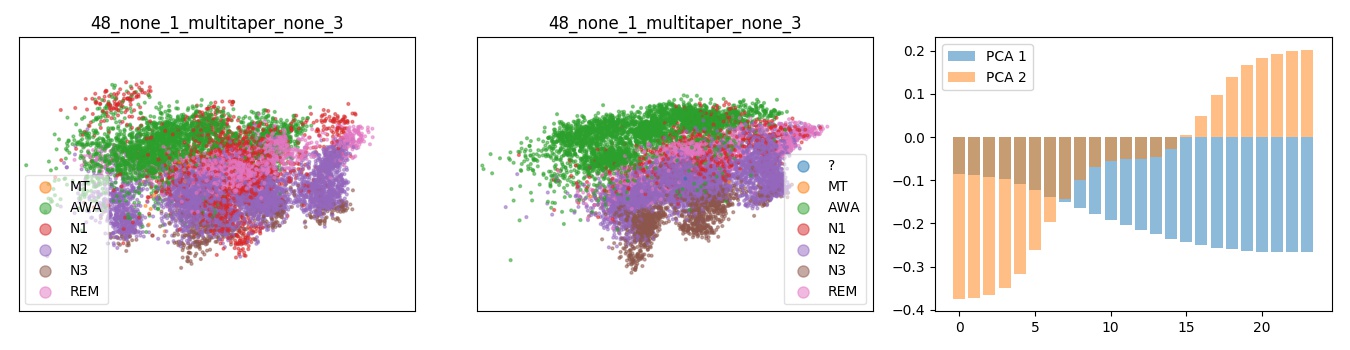 48_none_1_multitaper_none_3
MT
AWA
N1
N2
N3
REM
48_none_1_multitaper_none_3
?
MT
AWA
N1
N2
N3
REM
PCA 1
PCA 2
0.2
0.1
0.0
−0.1
−0.2
−0.3
−0.4
0
5
10
15
20